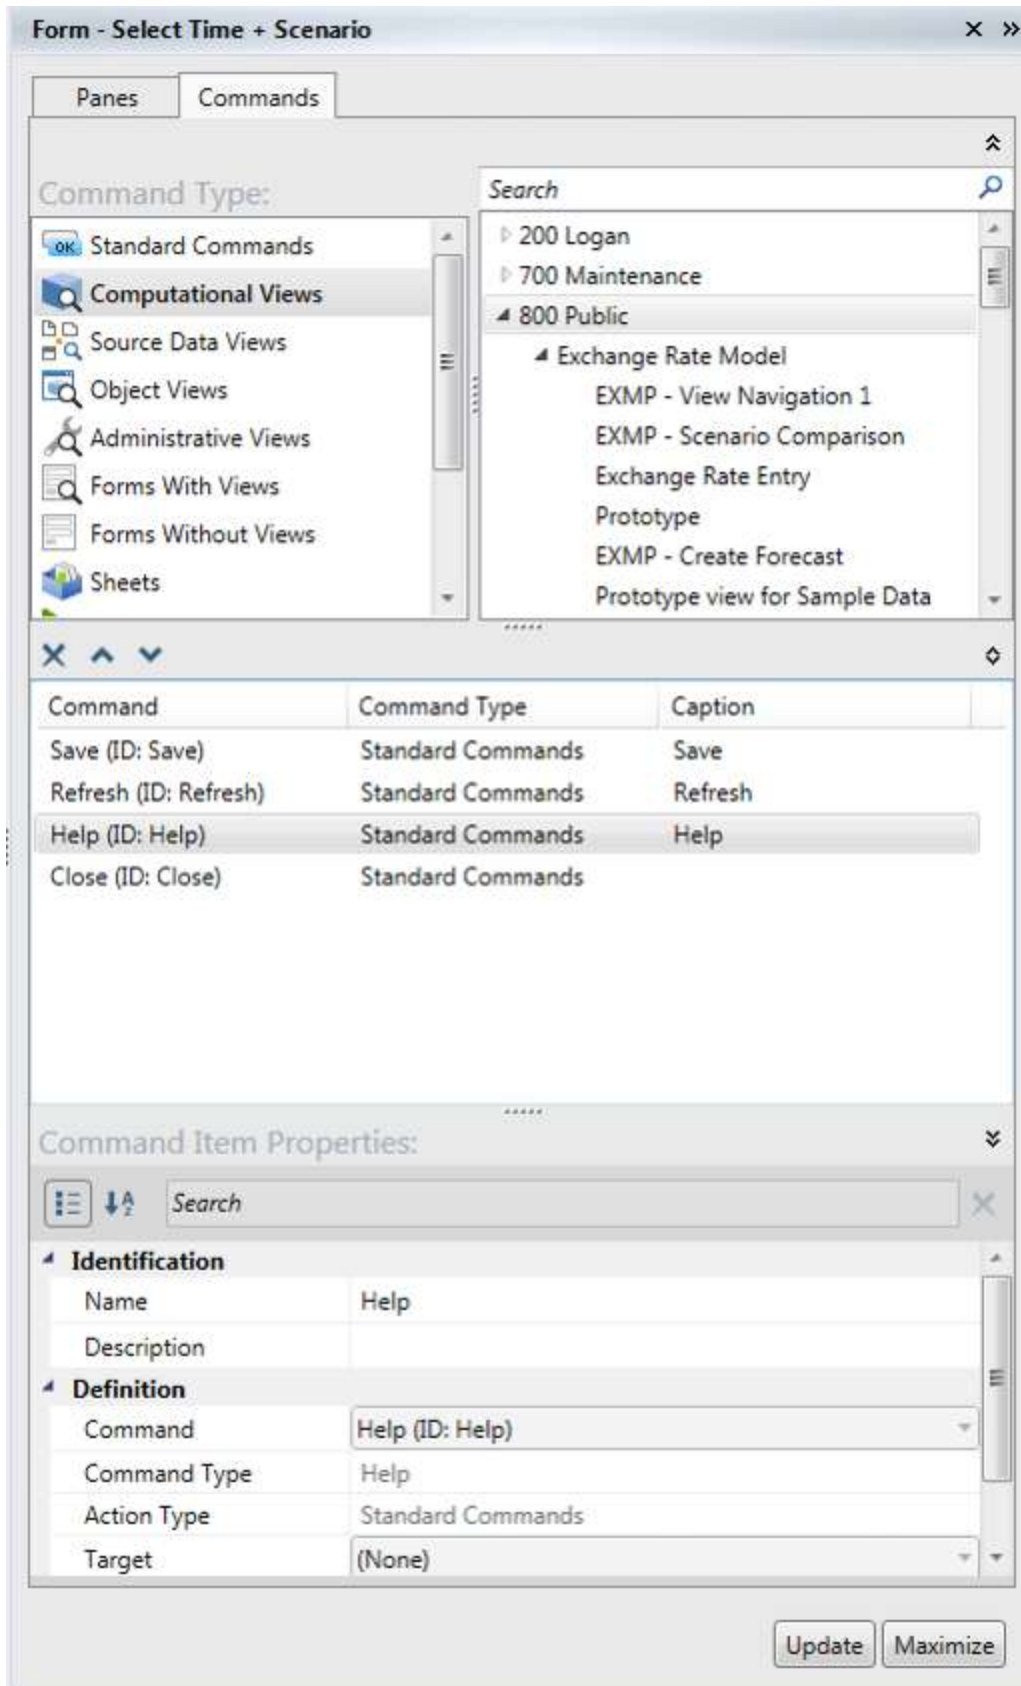 Form - Select Time + Scenario
Panes
Commands
Command Type:
Search
Standard Commands
Computational Views
Source Data Views
Object Views
Administrative Views
Forms With Views
Forms Without Views
Sheets
200 Logan
700 Maintenance
800 Public
Exchange Rate Model
EXMP - View Navigation 1
EXMP - Scenario Comparison
Exchange Rate Entry
Prototype
EXMP - Create Forecast
Prototype view for Sample Data
Command Command Type Caption
Save (ID: Save) Standard Commands Save
Refresh (ID: Refresh) Standard Commands Refresh
Help (ID: Help) Standard Commands Help
Close (ID: Close) Standard Commands
Command Item Properties:
Search
Identification
Name Help
Description
Definition
Command Help (ID: Help)
Command Type Help
Action Type Standard Commands
Target (None)
Update Maximize